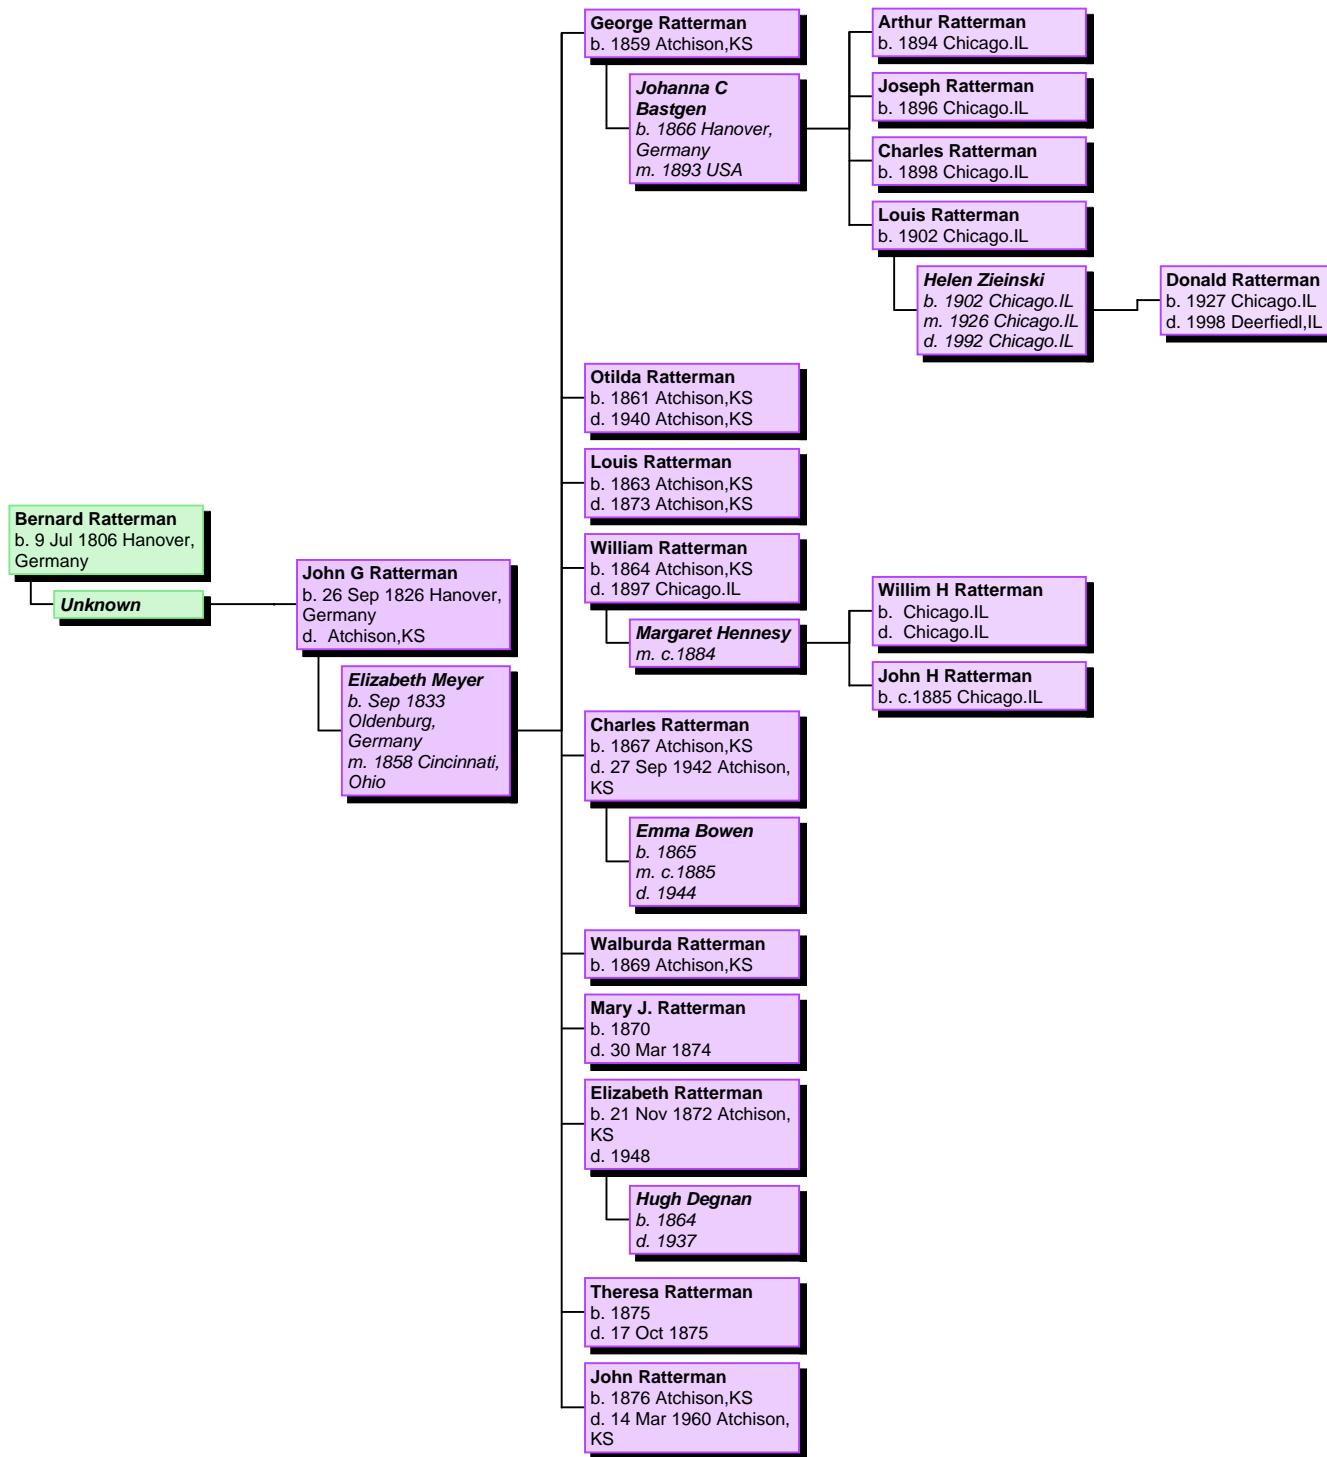 Bernard Ratterman
b. 9 Jul 1806 Hanover,
Germany
Unknown
John G Ratterman
b. 26 Sep 1826 Hanover,
Germany
d.  Atchison,KS
Elizabeth Meyer
b. Sep 1833
Oldenburg,
Germany
m. 1858 Cincinnati,
Ohio
George Ratterman
b. 1859 Atchison,KS
Johanna C
Bastgen
b. 1866 Hanover,
Germany
m. 1893 USA
Arthur Ratterman
b. 1894 Chicago.IL
Joseph Ratterman
b. 1896 Chicago.IL
Charles Ratterman
b. 1898 Chicago.IL
Louis Ratterman
b. 1902 Chicago.IL
Helen Zieinski
b. 1902 Chicago.IL
m. 1926 Chicago.IL
d. 1992 Chicago.IL
Donald Ratterman
b. 1927 Chicago.IL
d. 1998 Deerfiedl,IL
Otilda Ratterman
b. 1861 Atchison,KS
d. 1940 Atchison,KS
Louis Ratterman
b. 1863 Atchison,KS
d. 1873 Atchison,KS
William Ratterman
b. 1864 Atchison,KS
d. 1897 Chicago.IL
Margaret Hennesy
m. c.1884
Willim H Ratterman
b.  Chicago.IL
d.  Chicago.IL
John H Ratterman
b. c.1885 Chicago.IL
Charles Ratterman
b. 1867 Atchison,KS
d. 27 Sep 1942 Atchison,
KS
Emma Bowen
b. 1865
m. c.1885
d. 1944
Walburda Ratterman
b. 1869 Atchison,KS
Mary J. Ratterman
b. 1870
d. 30 Mar 1874
Elizabeth Ratterman
b. 21 Nov 1872 Atchison,
KS
d. 1948
Hugh Degnan
b. 1864
d. 1937
Theresa Ratterman
b. 1875
d. 17 Oct 1875
John Ratterman
b. 1876 Atchison,KS
d. 14 Mar 1960 Atchison,
KS